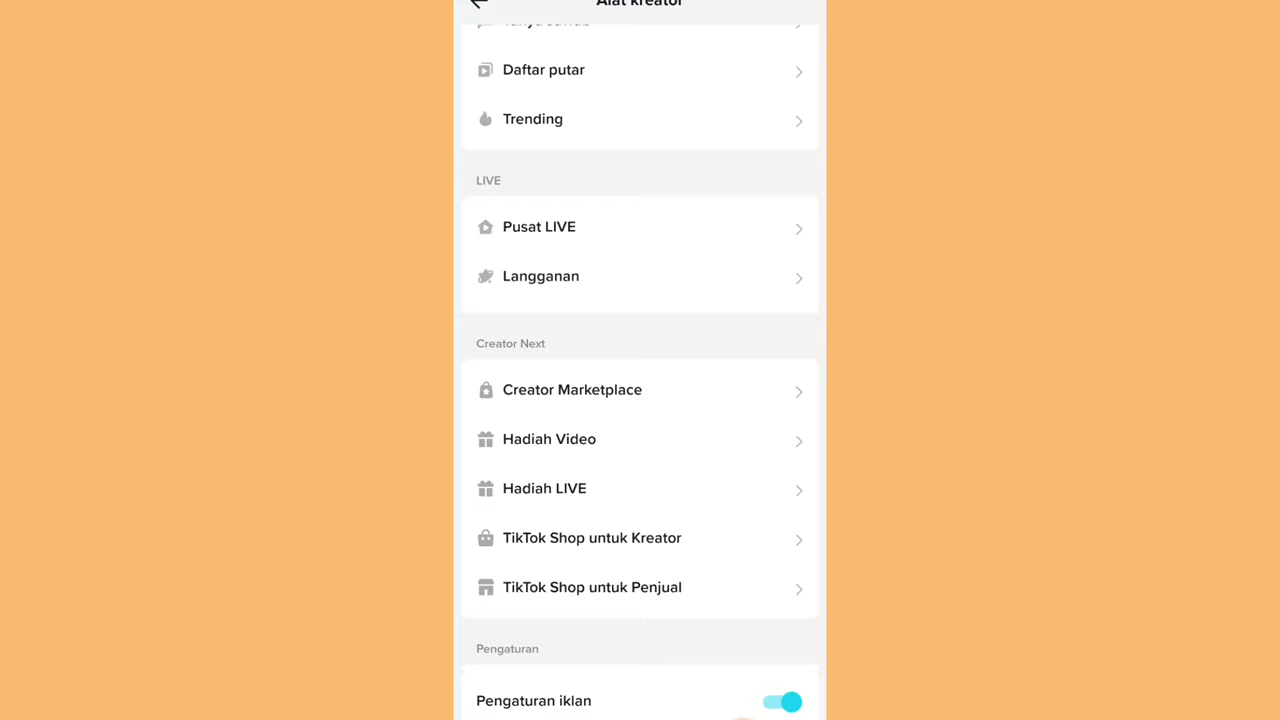 Alat kreator
Daftar putar
Trending
LIVE
Pusat LIVE
Langganan
Creator Next
Creator Marketplace
Hadiah Video
Hadiah LIVE
TikTok Shop untuk Kreator
TikTok Shop untuk Penjual
Pengaturan
Pengaturan iklan